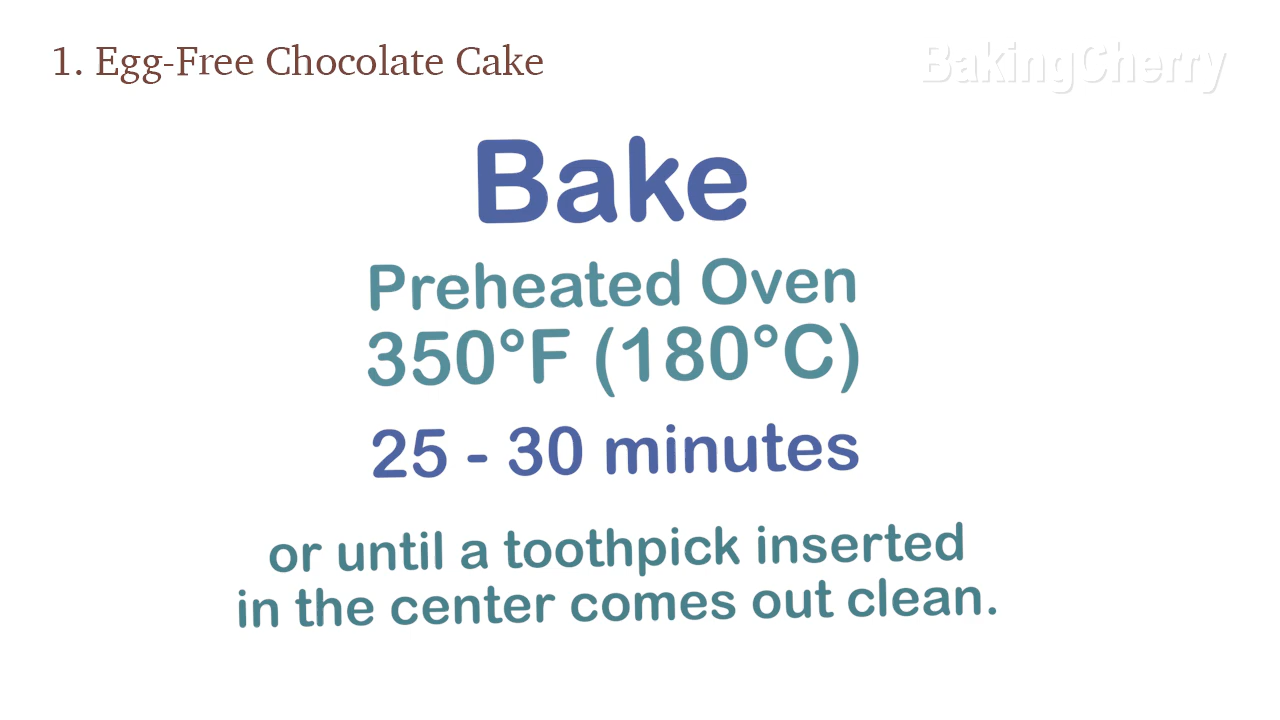 1. Egg-Free Chocolate Cake
BakingCherry
Bake
Preheated Oven
350°F (180°C)
25 - 30 minutes
or until a toothpick inserted
in the center comes out clean.